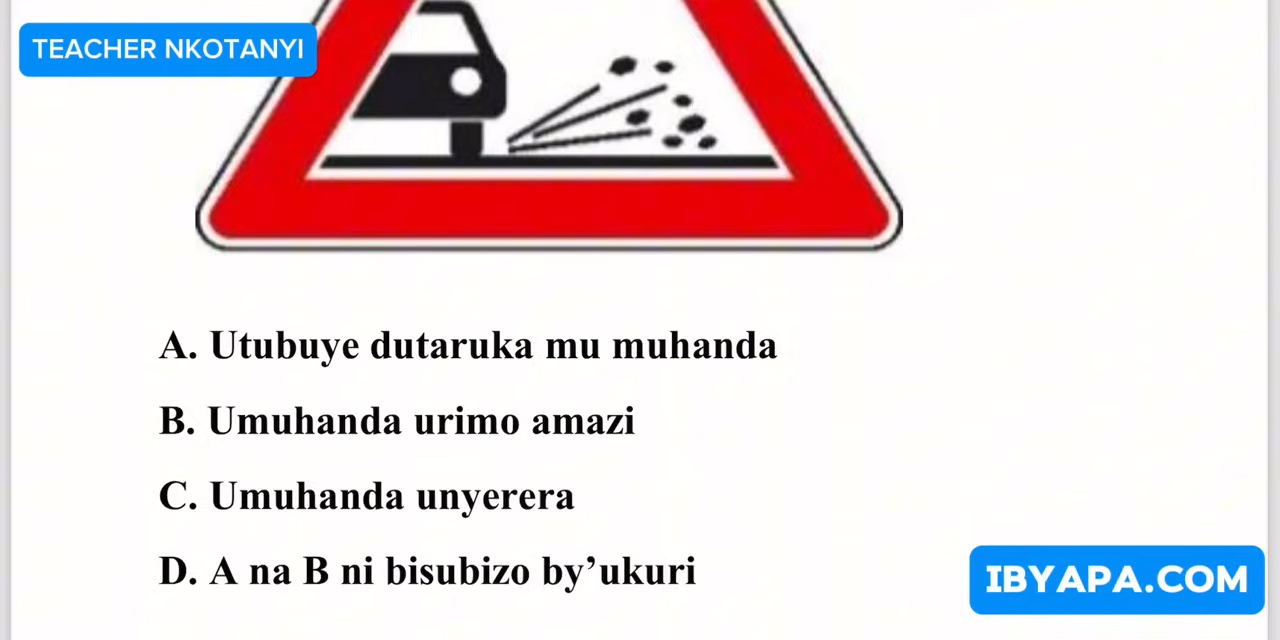 TEACHER NKOTANYI
A. Utubuye dutaruka mu muhanda
B. Umuhanda urimo amazi
C. Umuhanda unyerera
D. A na B ni bisubizo by’ukuri
IBYAPA.COM